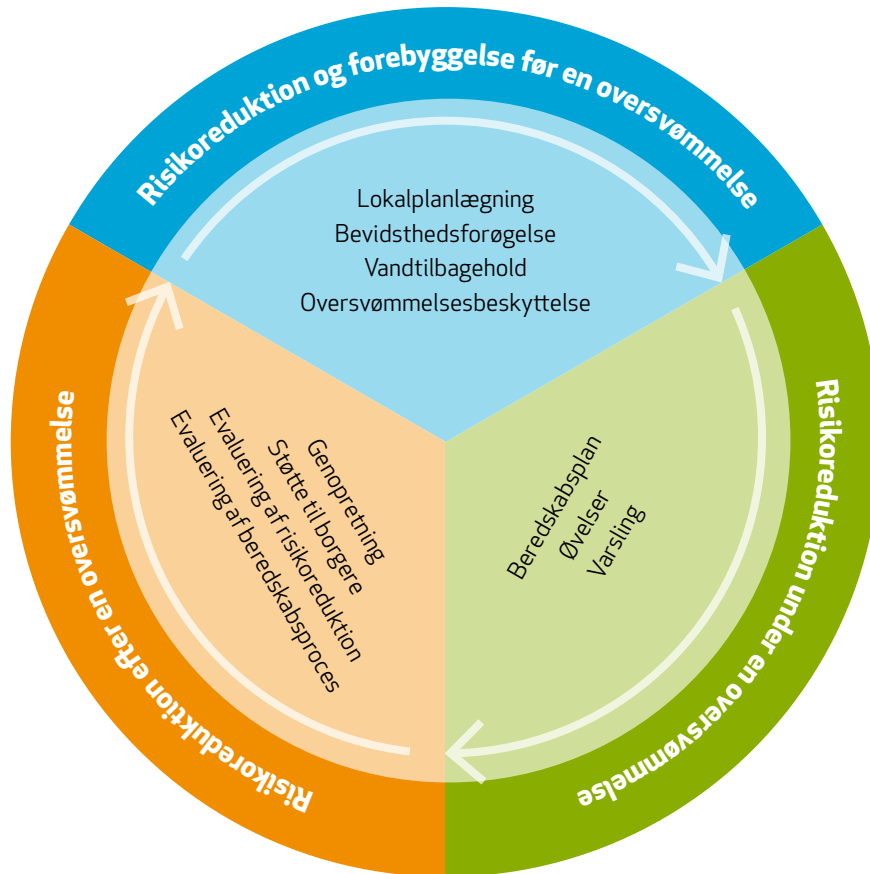 Risikoreduktion og forebyggelse før en oversvømmelse
Lokalplanlægning
Bevidsthedsforøgelse
Vandtilbagehold
Oversvømmelsesbeskyttelse
Risikoreduktion under en oversvømmelse
Beredskabsplan
Øvelser
Varsling
Risikoreduktion efter en oversvømmelse
Genopretning
Støtte til borgere
Evaluering af risikoreduktion
Evaluering af beredskabsproces